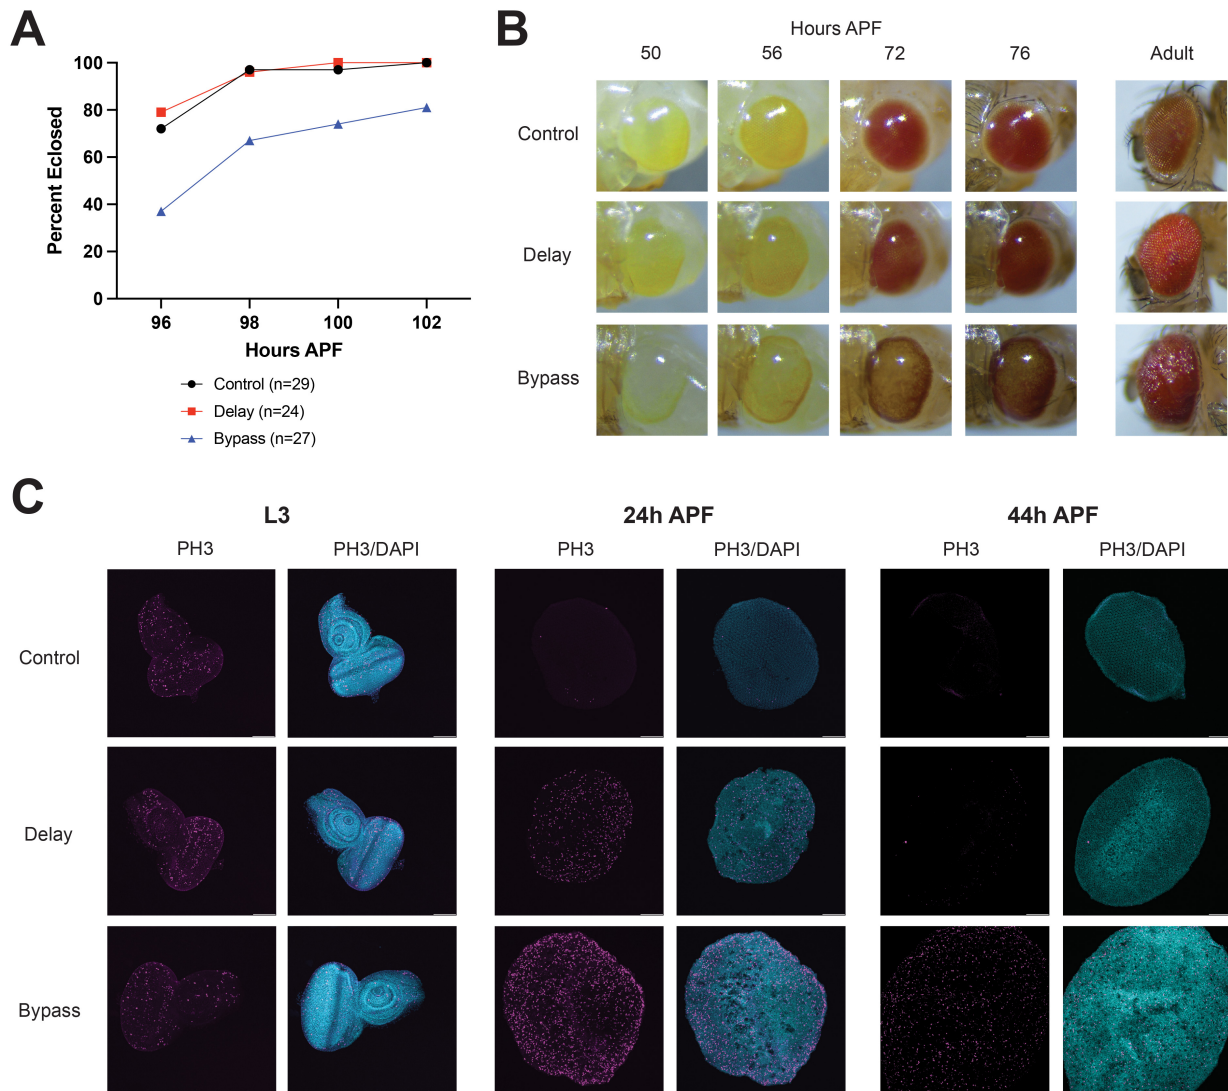 A
Percent Eclosed
100
80
60
40
20
0
96 98 100 102
Hours APF
Control (n=29)
Delay (n=24)
Bypass (n=27)
B
Hours APF
50 56 72 76 Adult
Control
Delay
Bypass
C
L3 24h APF 44h APF
PH3 PH3/DAPI PH3 PH3/DAPI PH3 PH3/DAPI
Control
Delay
Bypass